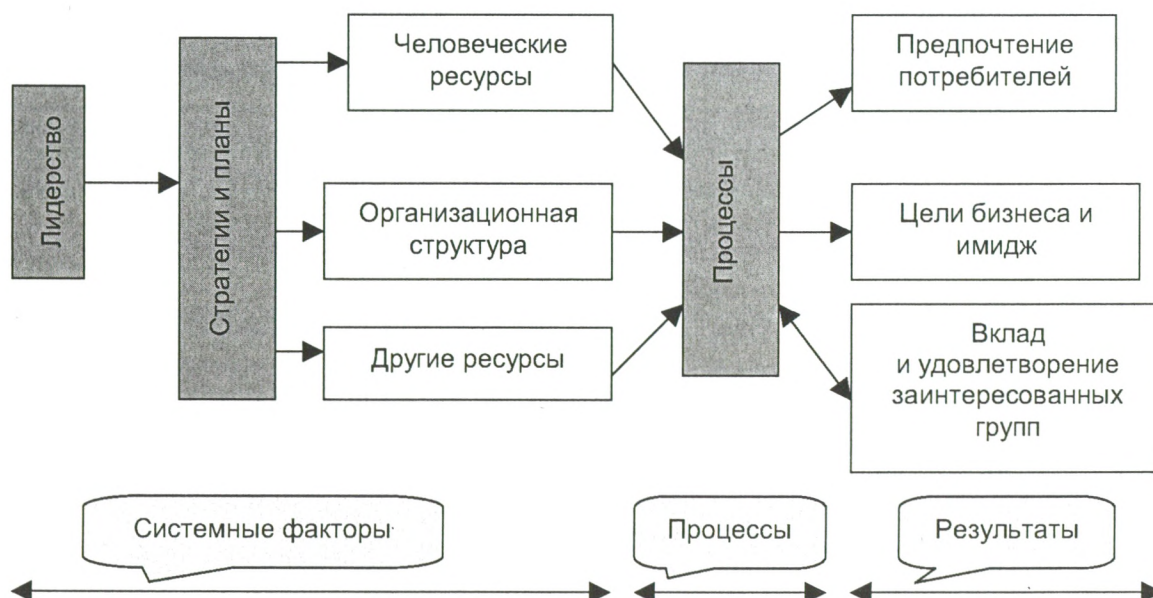 Лидерство
Стратегии и планы
Человеческие
ресурсы
Организационная
структура
Другие ресурсы
Процессы
Предпочтение
потребителей
Цели бизнеса и
имидж
Вклад
и удовлетворение
заинтересованных
групп
Системные факторы
Процессы
Результаты